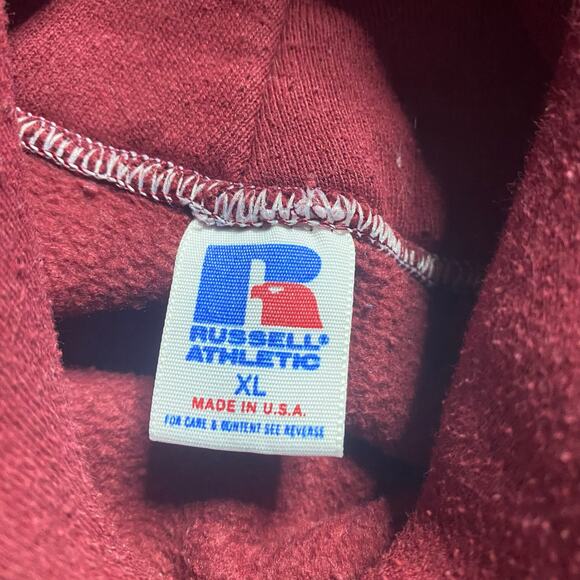 R
RUSSELL®
ATHLETIC
XL
MADE IN U.S.A.
FOR CARE & CONTENT SEE REVERSE